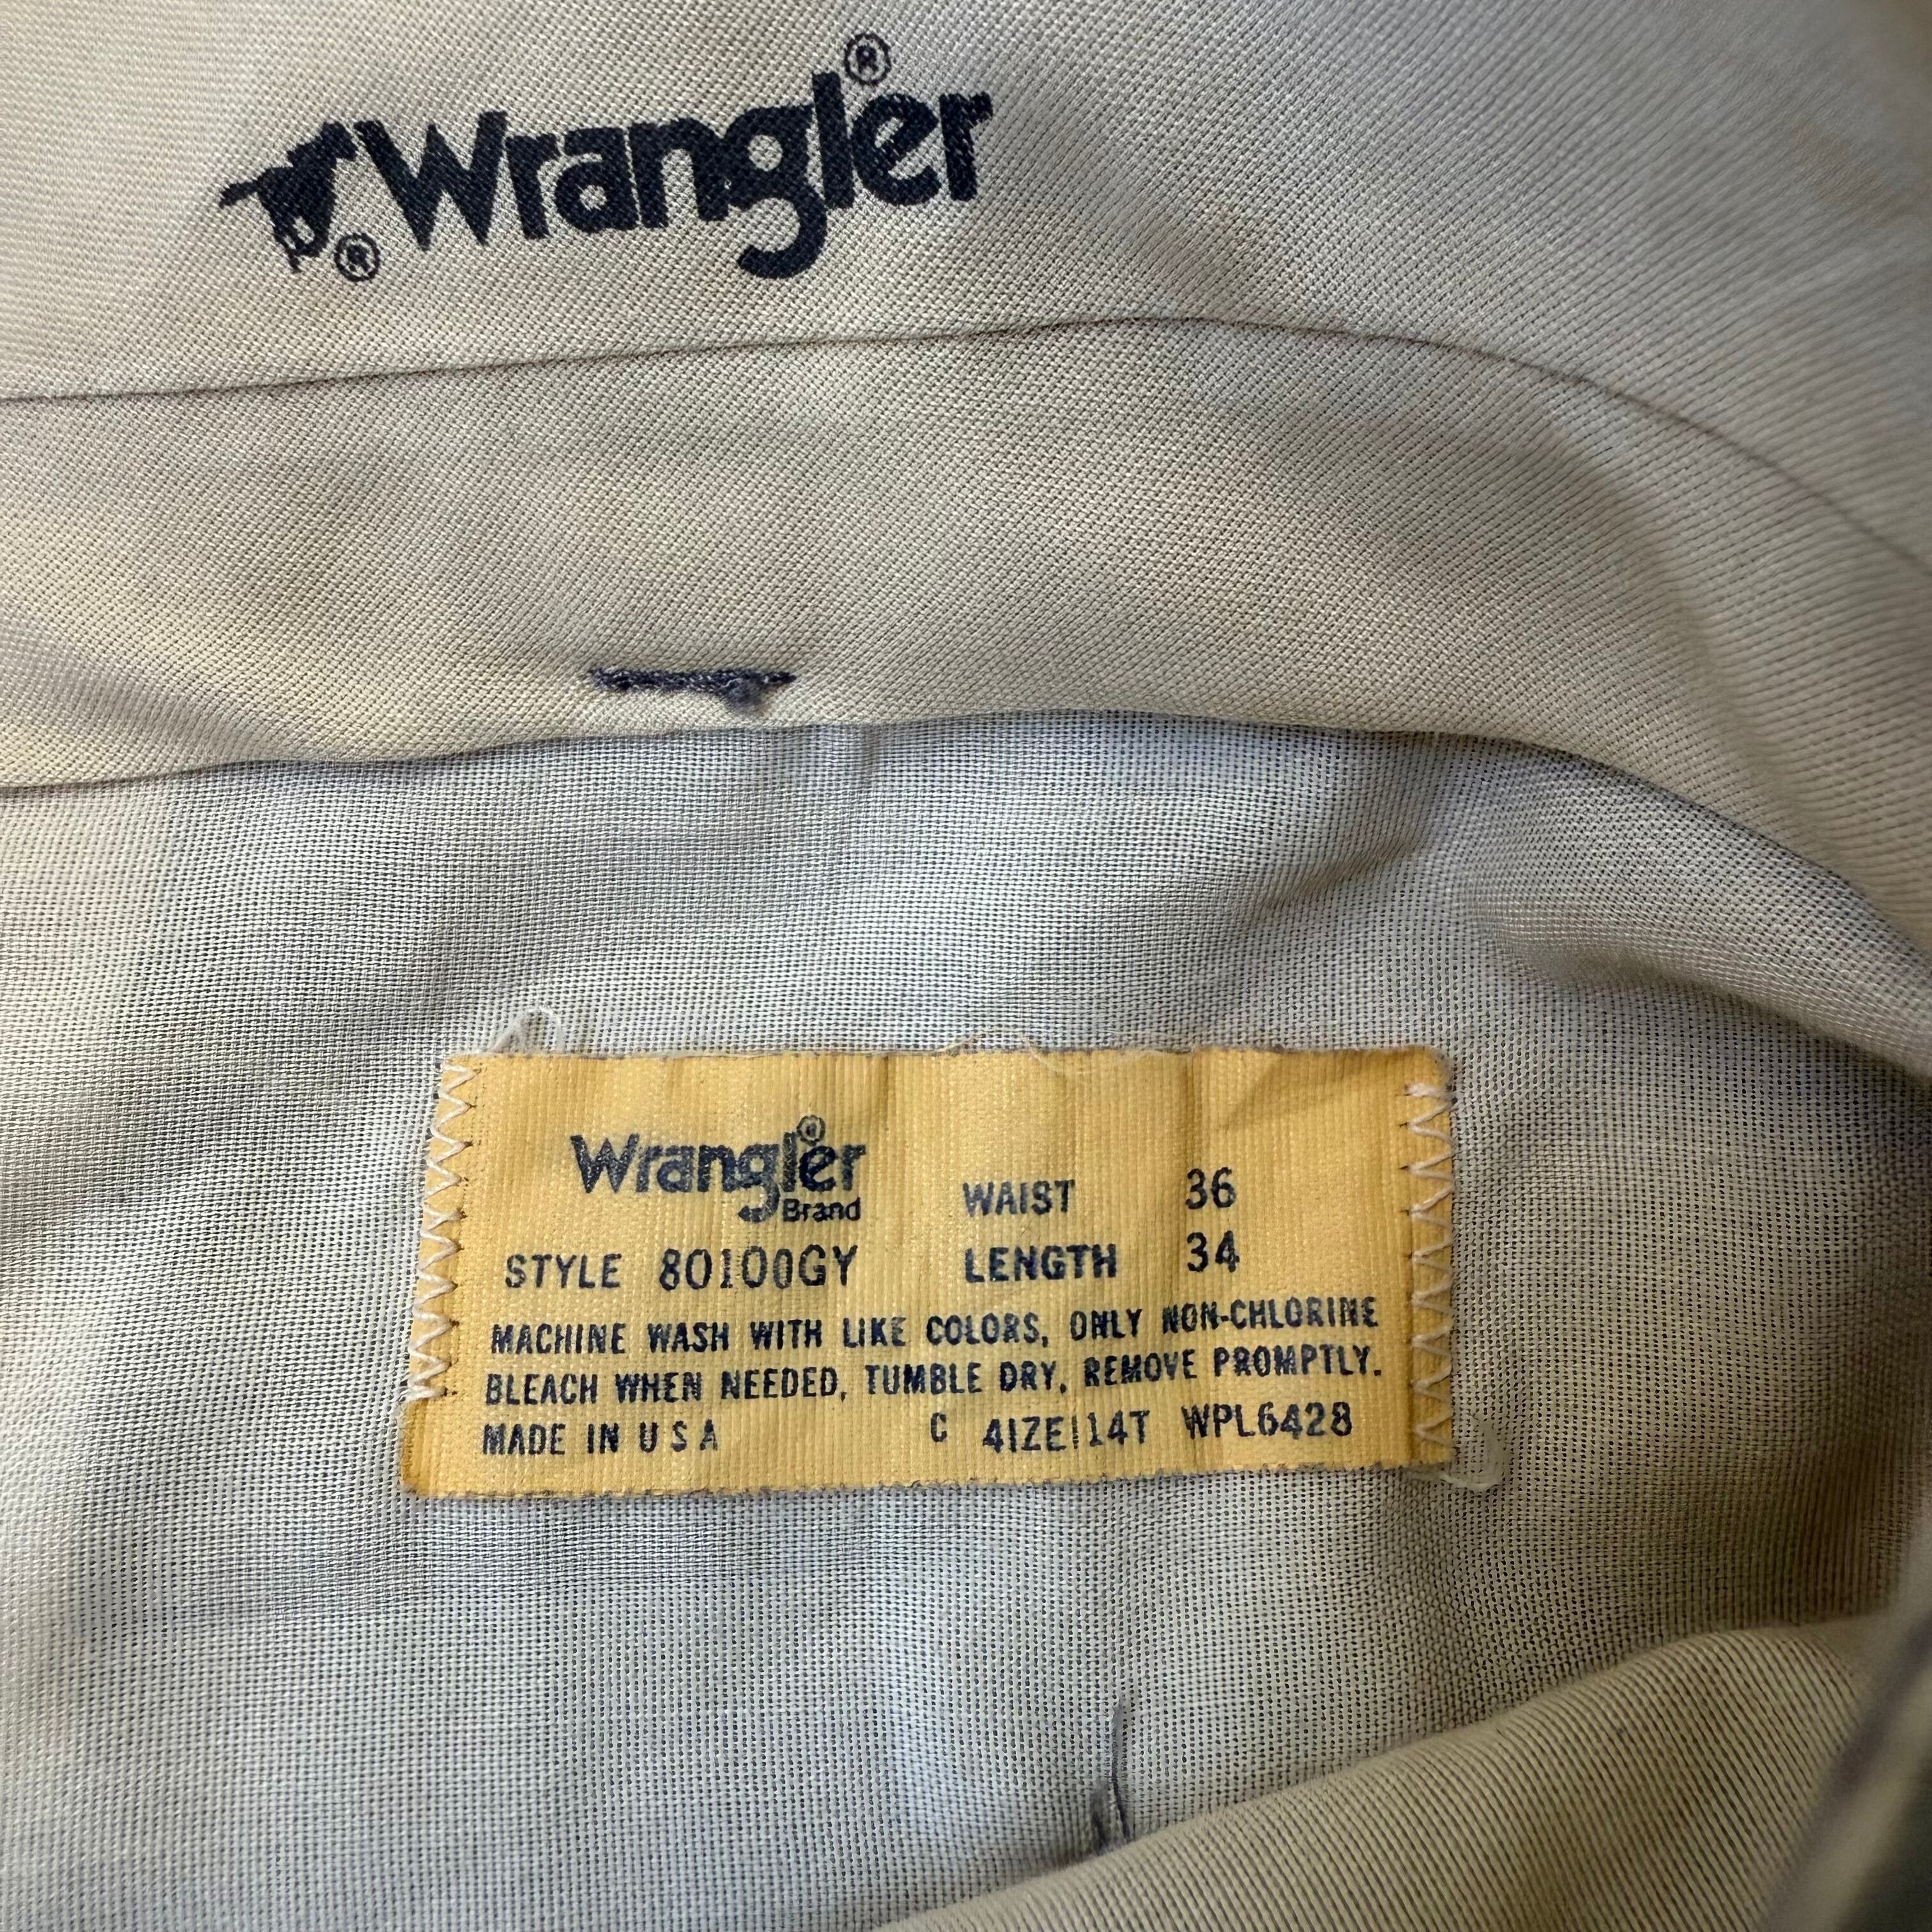 Wrangler®
®
Wrangler®
Brand
WAIST 36
STYLE 80100GY
LENGTH 34
MACHINE WASH WITH LIKE COLORS, ONLY NON-CHLORINE
BLEACH WHEN NEEDED, TUMBLE DRY, REMOVE PROMPTLY.
MADE IN U S A C 41ZE114T WPL6428